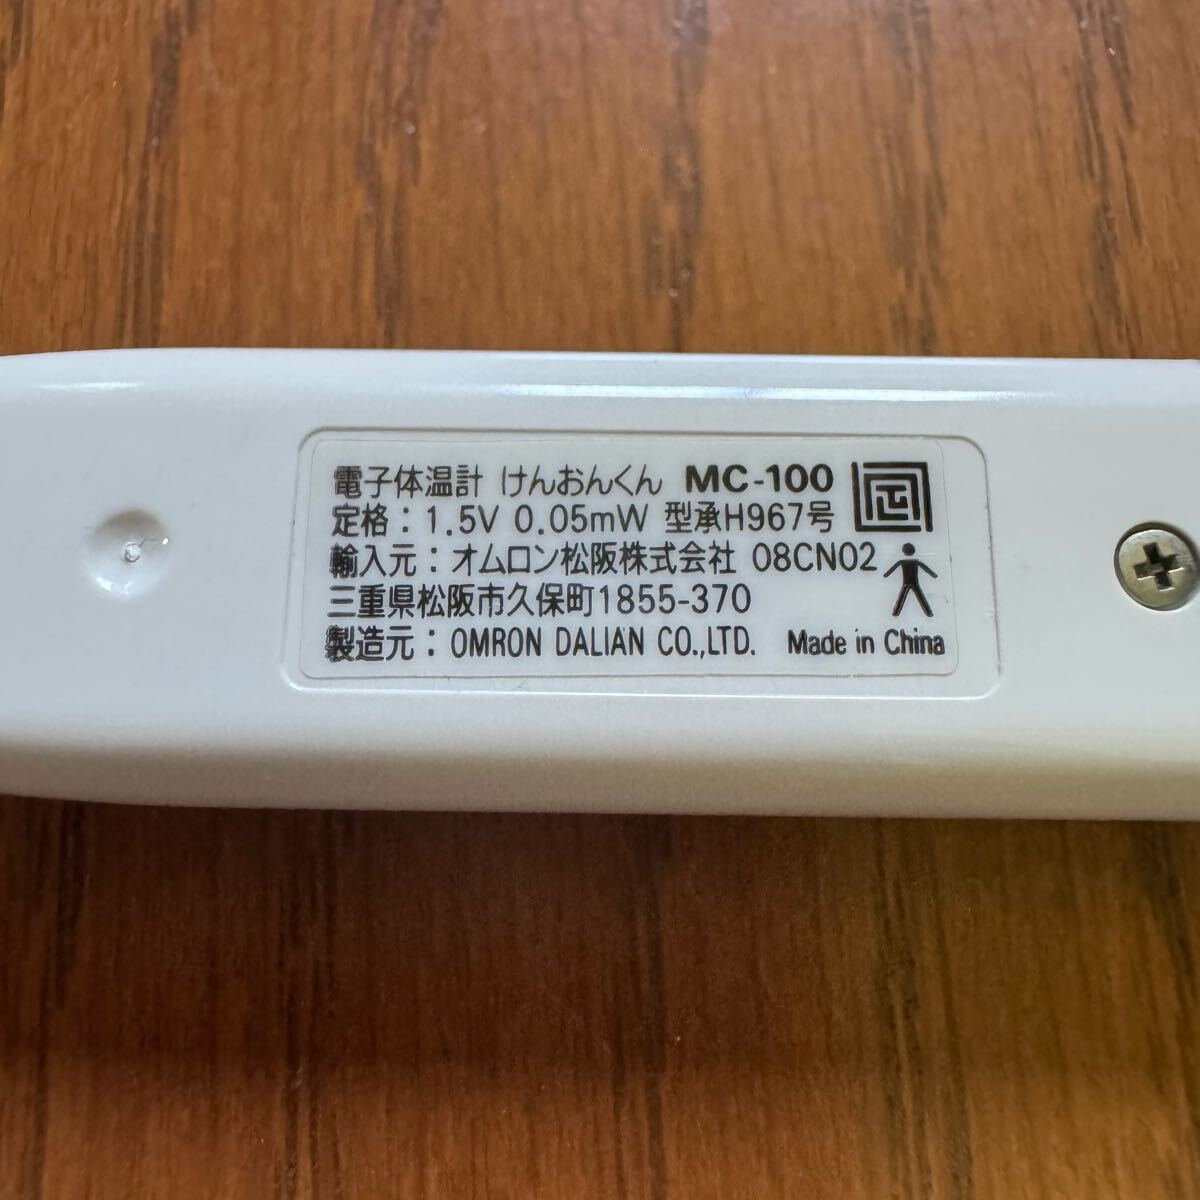 電子体温計 けんおんくん MC-100
定格：1.5V 0.05mW 型承H967号
輸入元：オムロン松阪株式会社 08CN02
三重県松阪市久保町1855-370
製造元：OMRON DALIAN CO.,LTD. Made in China